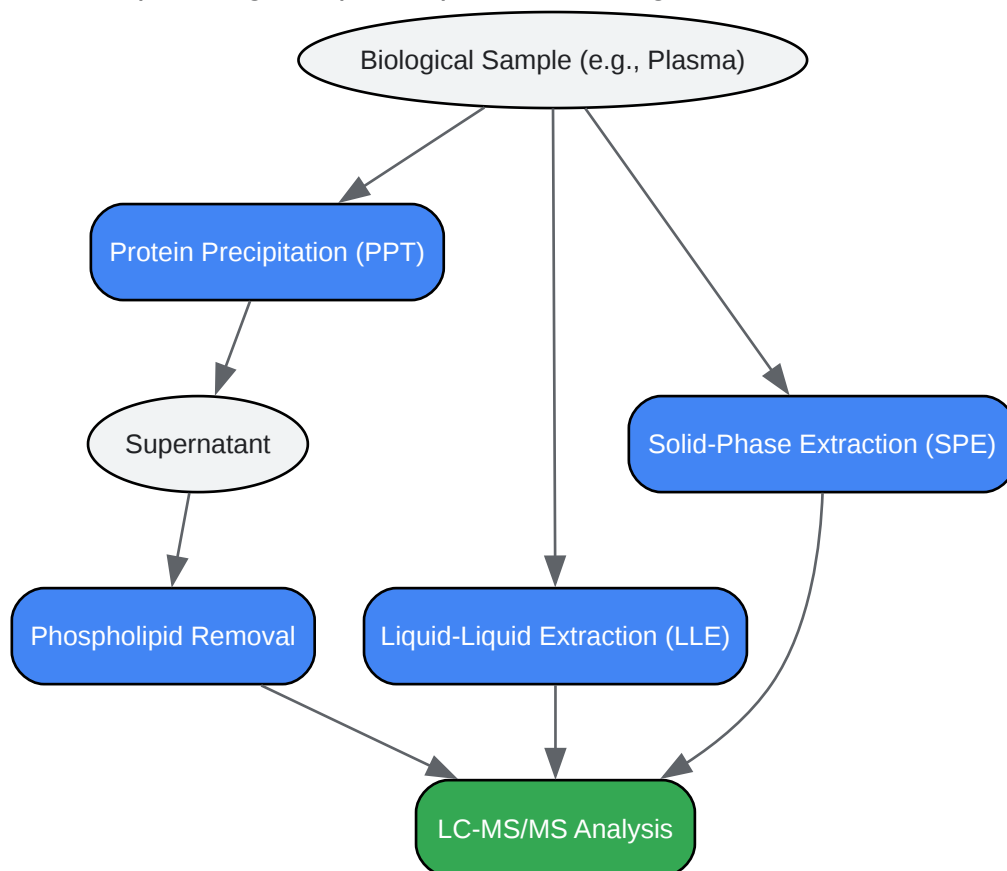 Biological Sample (e.g., Plasma)
Protein Precipitation (PPT)
Supernatant
Solid-Phase Extraction (SPE)
Phospholipid Removal
Liquid-Liquid Extraction (LLE)
LC-MS/MS Analysis